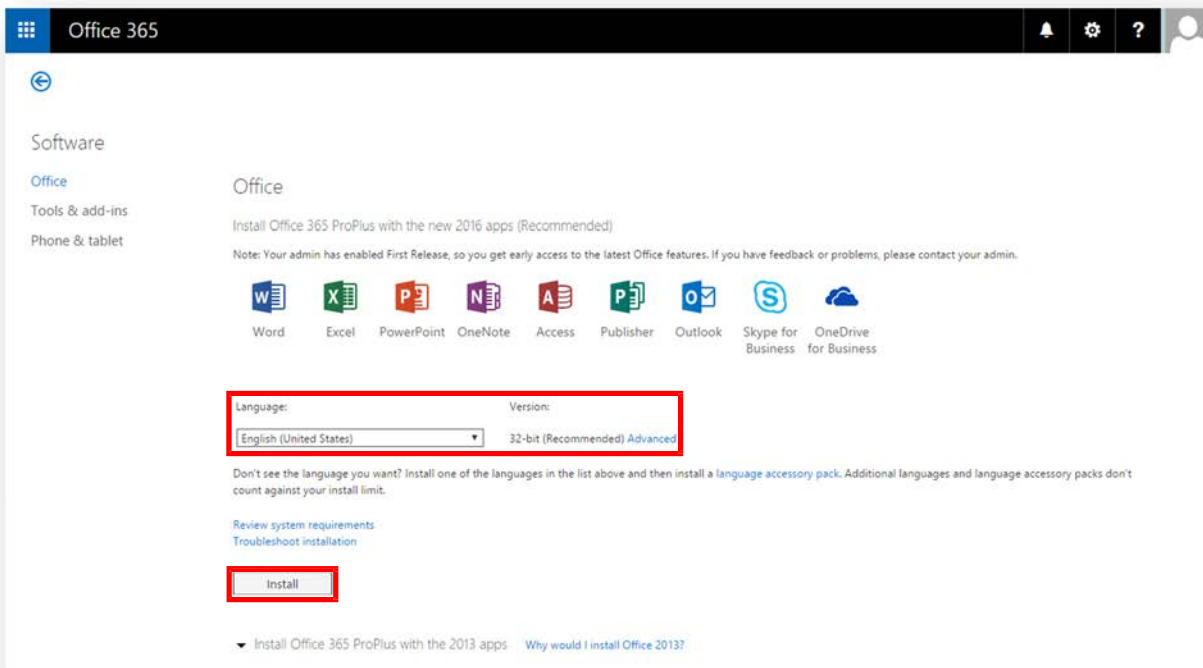 Office 365
?
Software
Office
Tools & add-ins
Phone & tablet
Office
Install Office 365 ProPlus with the new 2016 apps (Recommended)
Note: Your admin has enabled First Release, so you get early access to the latest Office features. If you have feedback or problems, please contact your admin.
W X P N A P O S
Word Excel PowerPoint OneNote Access Publisher Outlook Skype for Business OneDrive for Business
Language: Version:
English (United States) 32-bit (Recommended) Advanced
Don't see the language you want? Install one of the languages in the list above and then install a language accessory pack. Additional languages and language accessory packs don't
count against your install limit.
Review system requirements
Troubleshoot installation
Install
Install Office 365 ProPlus with the 2013 apps Why would I install Office 2013?